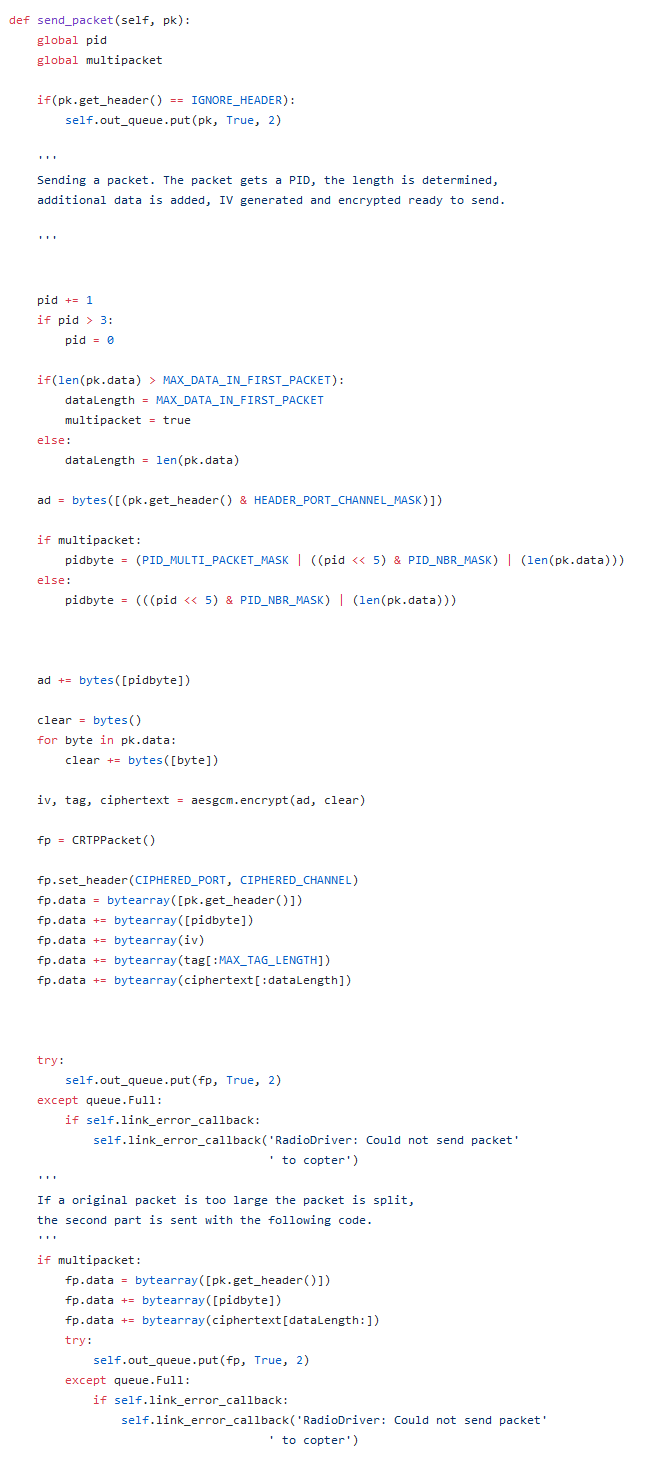 def send_packet(self, pk):
    global pid
    global multipacket

    if(pk.get_header() == IGNORE_HEADER):
        self.out_queue.put(pk, True, 2)

    '''
    Sending a packet. The packet gets a PID, the length is determined,
    additional data is added, IV generated and encrypted ready to send.

    '''


    pid += 1
    if pid > 3:
        pid = 0

    if(len(pk.data) > MAX_DATA_IN_FIRST_PACKET):
        dataLength = MAX_DATA_IN_FIRST_PACKET
        multipacket = true
    else:
        dataLength = len(pk.data)

    ad = bytes([(pk.get_header() & HEADER_PORT_CHANNEL_MASK)])

    if multipacket:
        pidbyte = (PID_MULTI_PACKET_MASK | ((pid << 5) & PID_NBR_MASK) | (len(pk.data)))
    else:
        pidbyte = (((pid << 5) & PID_NBR_MASK) | (len(pk.data)))



    ad += bytes([pidbyte])

    clear = bytes()
    for byte in pk.data:
        clear += bytes([byte])

    iv, tag, ciphertext = aesgcm.encrypt(ad, clear)

    fp = CRTPPacket()

    fp.set_header(CIPHERED_PORT, CIPHERED_CHANNEL)
    fp.data = bytearray([pk.get_header()])
    fp.data += bytearray([pidbyte])
    fp.data += bytearray(iv)
    fp.data += bytearray(tag[:MAX_TAG_LENGTH])
    fp.data += bytearray(ciphertext[:dataLength])



    try:
        self.out_queue.put(fp, True, 2)
    except queue.Full:
        if self.link_error_callback:
            self.link_error_callback('RadioDriver: Could not send packet'
                                     ' to copter')
    '''
    If a original packet is too large the packet is split,
    the second part is sent with the following code.
    '''
    if multipacket:
        fp.data = bytearray([pk.get_header()])
        fp.data += bytearray([pidbyte])
        fp.data += bytearray(ciphertext[dataLength:])
        try:
            self.out_queue.put(fp, True, 2)
        except queue.Full:
            if self.link_error_callback:
                self.link_error_callback('RadioDriver: Could not send packet'
                                     ' to copter')